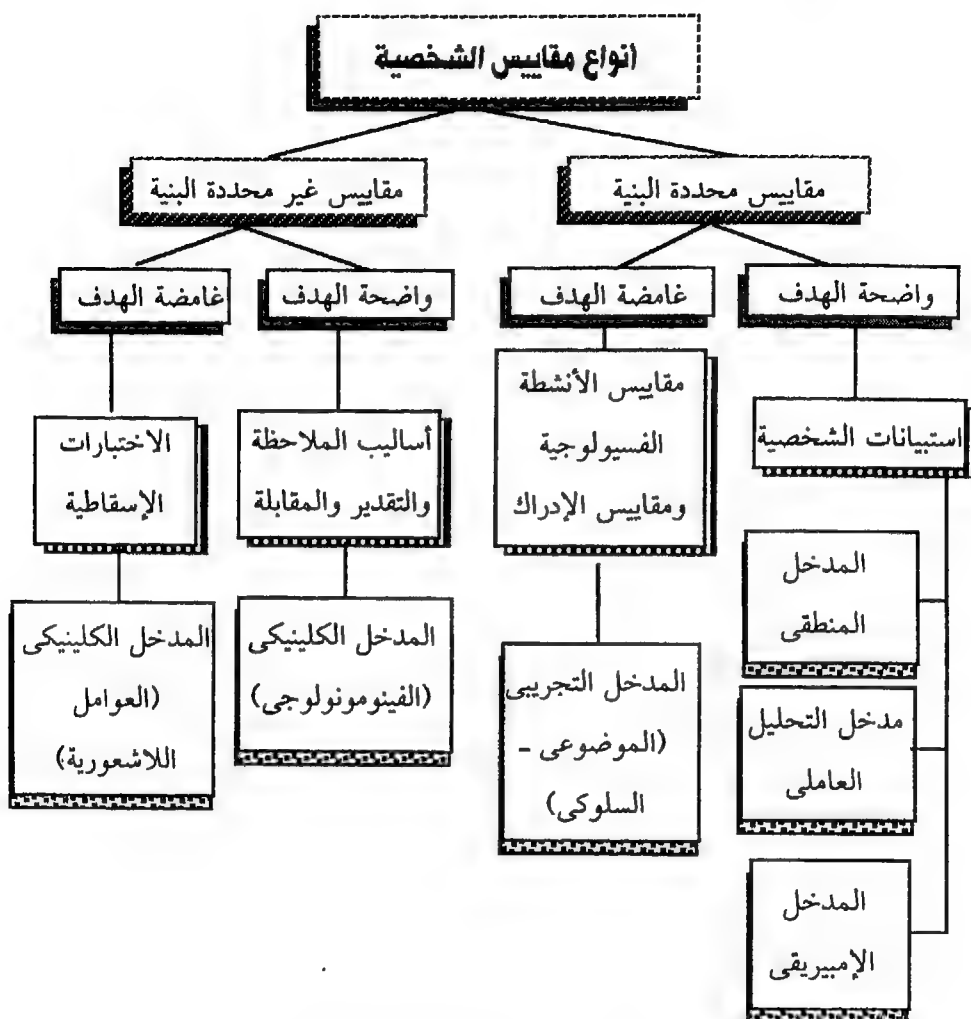 انواع مقاييس الشخصية
مقاييس محددة البنية
مقاييس غير محددة البنية
واضحة الهدف
غامضة الهدف
واضحة الهدف
غامضة الهدف
استبيانات الشخصية
مقاييس الأنشطة
الفسيولوجية
ومقاييس الإدراك
أساليب الملاحظة
والتقدير والمقابلة
الاختبارات
الإسقاطية
المدخل
المنطقى
مدخل التحليل
العاملى
المدخل
الإمبيريقى
المدخل التجريبى
(الموضوعى -
السلوكى)
المدخل الكلينيكى
(الفينومونولوجى)
المدخل الكلينيكى
(العوامل
اللاشعورية)